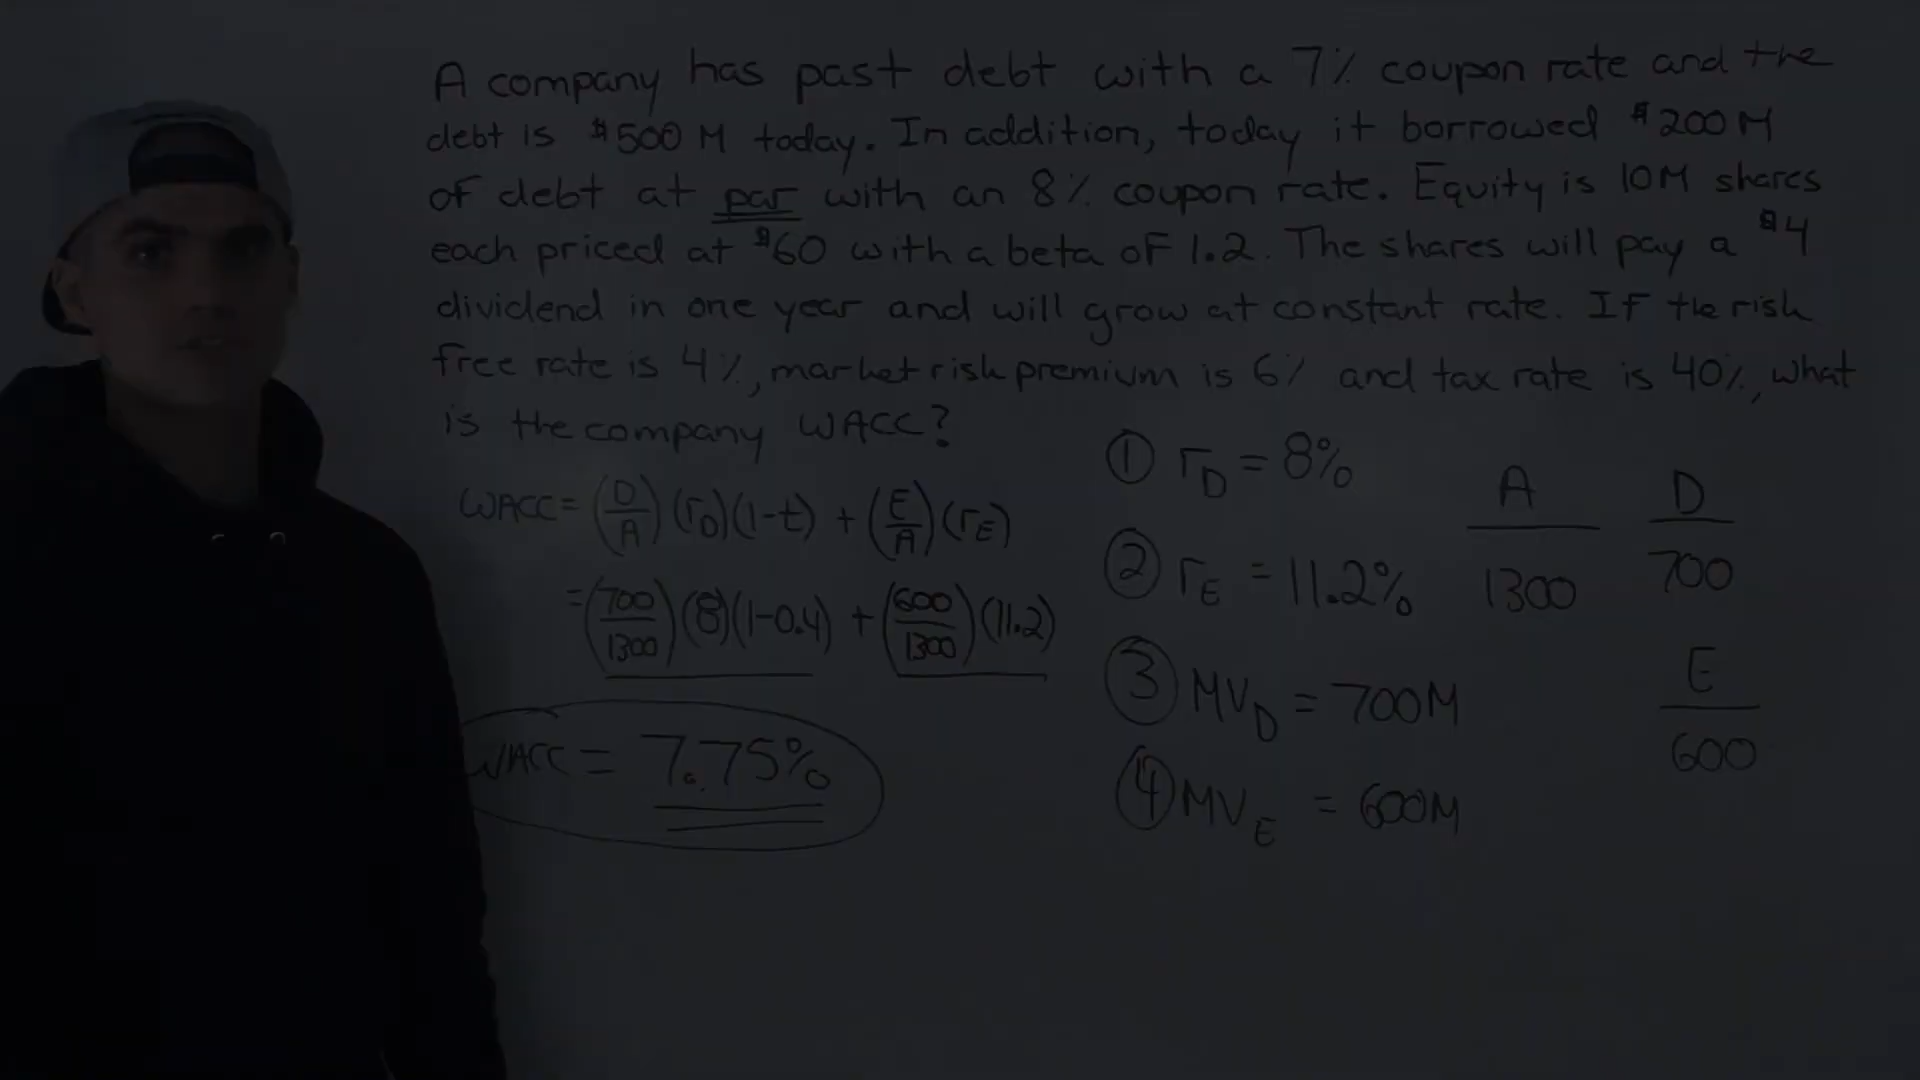 A company has past debt with a 7% coupon rate and the
debt is $500M today. In addition, today it borrowed $200M
of debt at par with an 8% coupon rate. Equity is 10M shares
each priced at $60 with a beta of 1.2. The shares will pay a $4
dividend in one year and will grow at constant rate. If the risk
free rate is 4%, market risk premium is 6% and tax rate is 40%, what
is the company WACC?
WACC = (D/A)(rD)(1-t) + (E/A)(rE)
= (700/1300)(8)(1-0.4) + (600/1300)(11.2)
WACC = 7.75%
① rD = 8%
② rE = 11.2%
③ MVD = 700M
④ MVE = 600M
A
1300
D
700
E
600